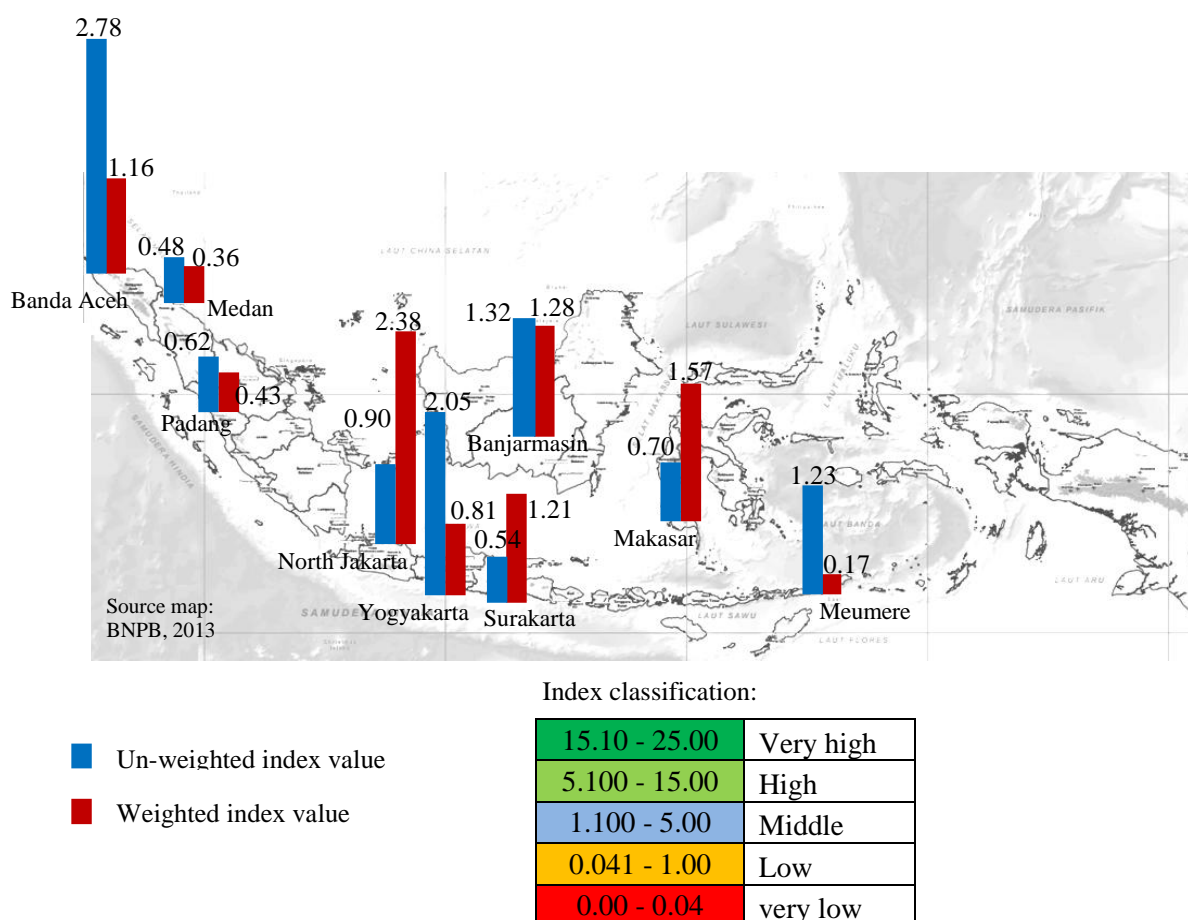 2.78
1.16
0.48
0.36
Banda Aceh
Medan
LAUT CHINA SELATAN
Philippines
SAMUDERA PASIFIK
LAUT SULAWESI
LAUT MALUKU
2.38
1.32
1.28
0.62
0.43
Padang
1.57
0.90
2.05
Banjarmasin
0.70
1.23
SAMUDERA HINDIA
0.81
1.21
0.54
North Jakarta
Makasar
LAUT BANDA
0.17
LAUT ARU
Source map:
BNPB, 2013
Yogyakarta
Surakarta
Meumere
LAUT SAWU
LAUT FLORES
Index classification:
15.10 - 25.00 Very high
5.100 - 15.00 High
1.100 - 5.00 Middle
0.041 - 1.00 Low
0.00 - 0.04 very low
Un-weighted index value
Weighted index value